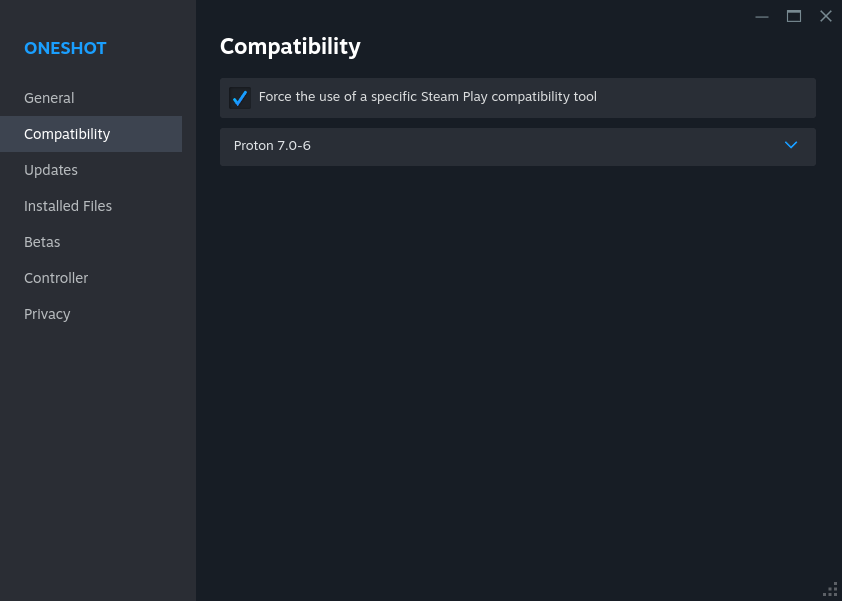 ONESHOT
General
Compatibility
Updates
Installed Files
Betas
Controller
Privacy
Compatibility
Force the use of a specific Steam Play compatibility tool
Proton 7.0-6